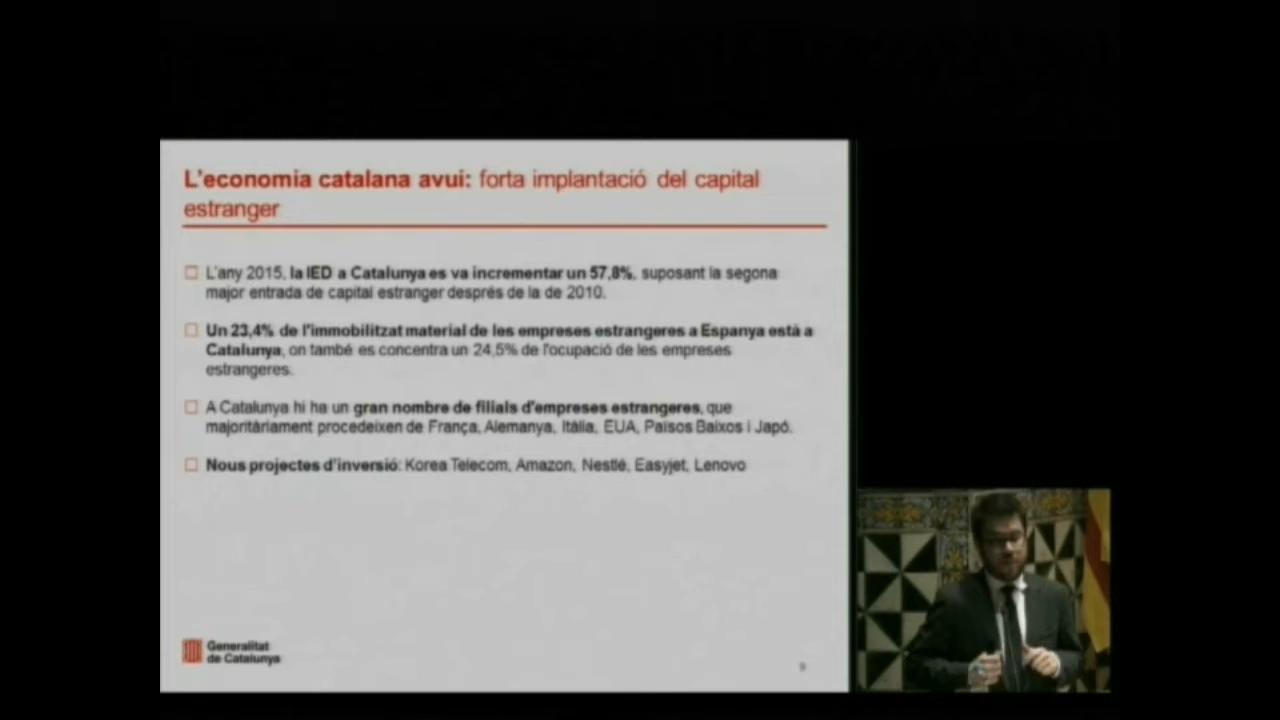 L'economia catalana avui: forta implantació del capital
estranger
L'any 2015, la IED a Catalunya es va incrementar un 57,8%, suposant la segona
major entrada de capital estranger després de la de 2010.
Un 23,4% de l'immobilitzat material de les empreses estrangeres a Espanya està a
Catalunya, on també es concentra un 24,5% de l'ocupació de les empreses
estrangeres.
A Catalunya hi ha un gran nombre de filials d'empreses estrangeres, que
majoritàriament procedeixen de França, Alemanya, Itàlia, EUA, Països Baixos i Japó.
Nous projectes d'inversió: Korea Telecom, Amazon, Nestlé, Easyjet, Lenovo
Generalitat
de Catalunya
9